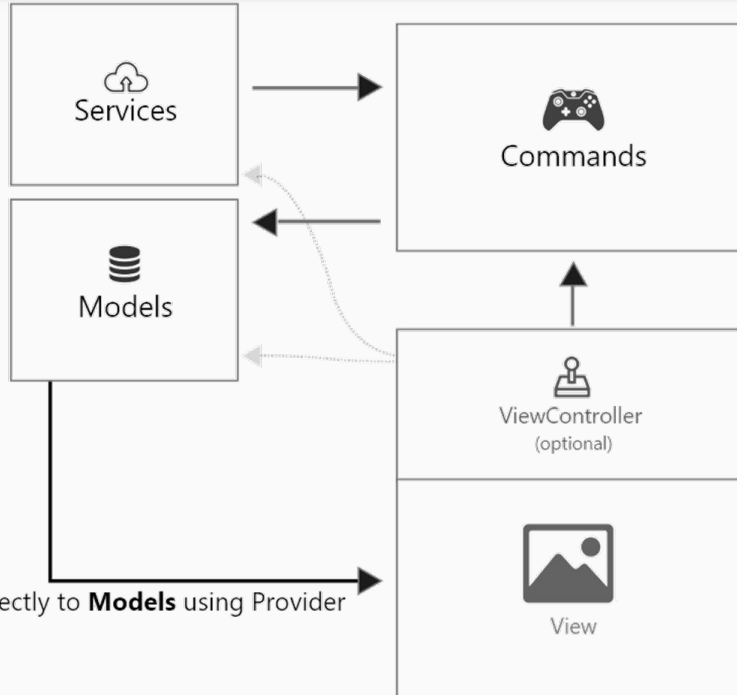 Services
Commands
Models
ViewController
(optional)
ectly to Models using Provider
View